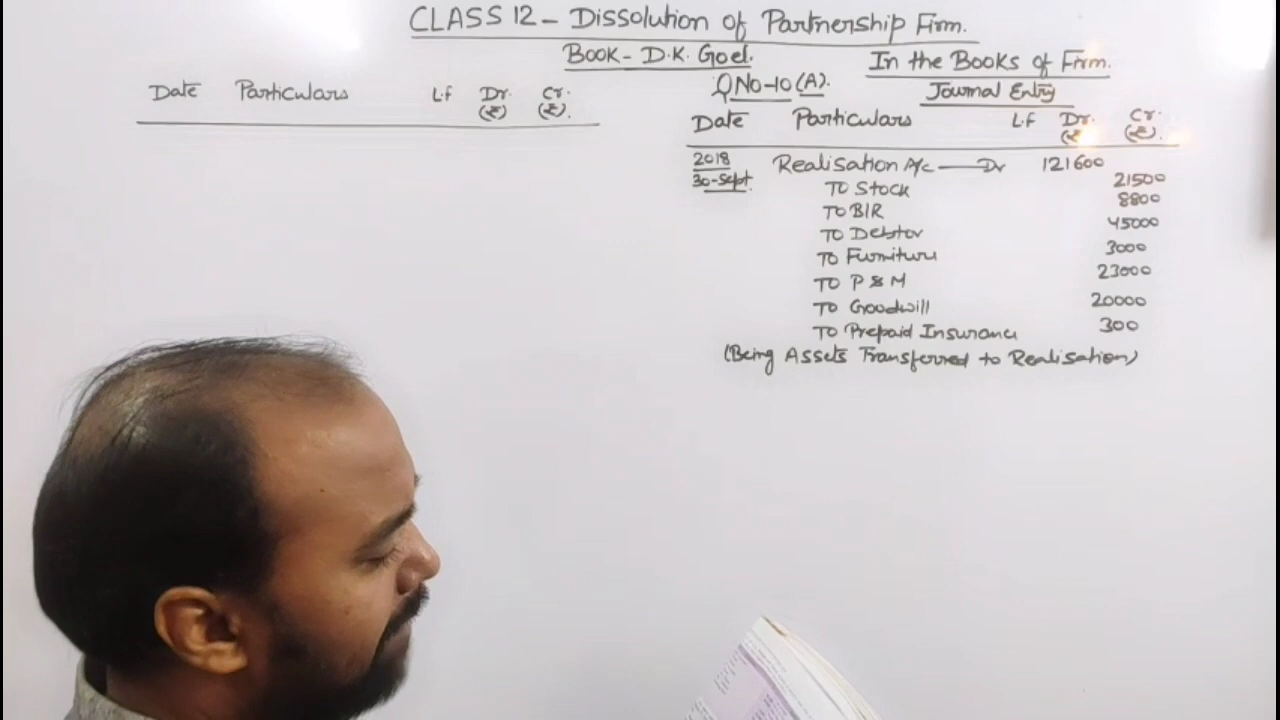 CLASS 12 - Dissolution of Partnership Firm.
Book - D.K. Goel.
QNo-10 (A).
Date Particulars L.f Dr. (₹) Cr. (₹).
In the Books of Firm.
Journal Entry
Date Particulars L.f Dr. (₹ Cr. (₹).
2018 Realisation A/c — Dr 121600
30-Sept. To Stock 21500
To B/R 8800
To Debtor 45000
To Furniture 3000
To P & M 23000
To Goodwill 20000
To Prepaid Insurance 300
(Being Assets Transferred to Realisation)